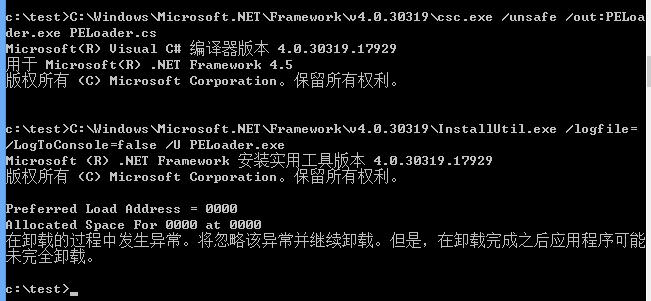 c:\test>C:\Windows\Microsoft.NET\Framework\v4.0.30319\csc.exe /unsafe /out:PELoa
der.exe PELoader.cs
Microsoft(R) Visual C# 编译器版本 4.0.30319.17929
用于 Microsoft(R) .NET Framework 4.5
版权所有 (C) Microsoft Corporation。保留所有权利。
c:\test>C:\Windows\Microsoft.NET\Framework\v4.0.30319\InstallUtil.exe /logfile=
/LogToConsole=false /U PELoader.exe
Microsoft (R) .NET Framework 安装实用工具版本 4.0.30319.17929
版权所有 (C) Microsoft Corporation。保留所有权利。
Preferred Load Address = 0000
Allocated Space For 0000 at 0000
在卸载的过程中发生异常。将忽略该异常并继续卸载。但是，在卸载完成之后应用程序可能
未完全卸载。
c:\test>_